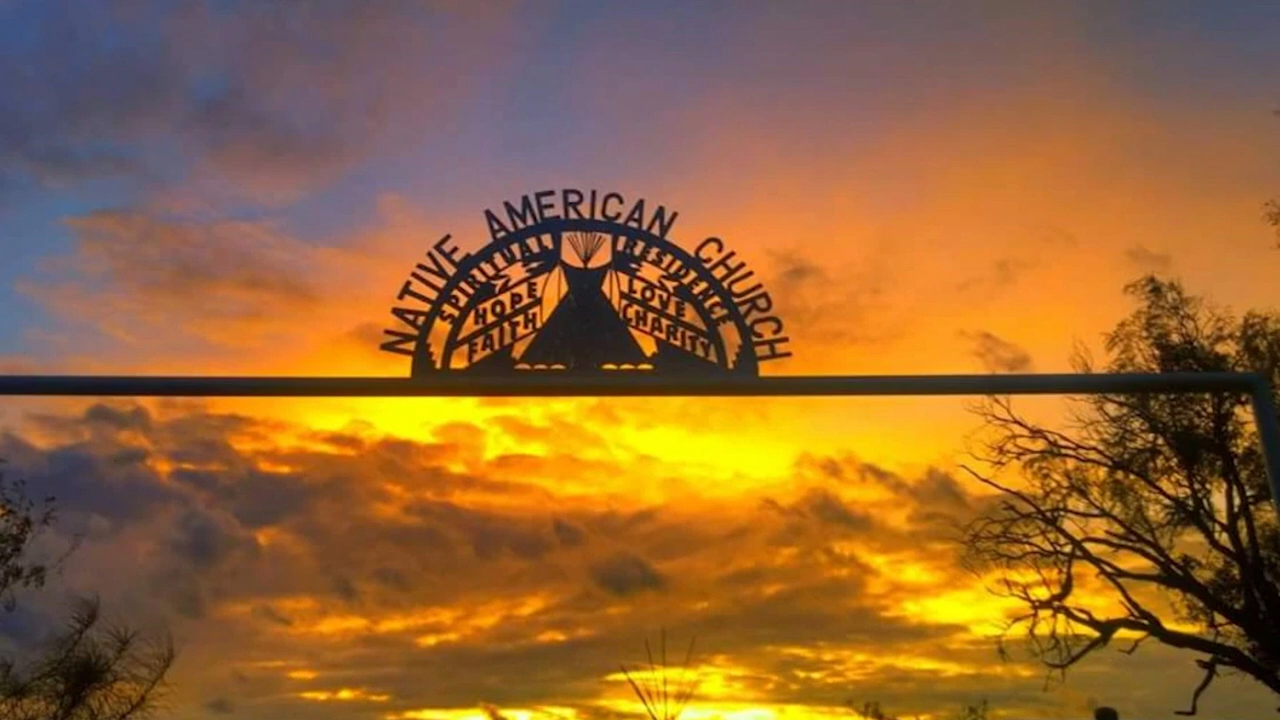 NATIVE AMERICAN CHURCH
SPIRITUAL RESIDENCE
HOPE LOVE
FAITH CHARITY